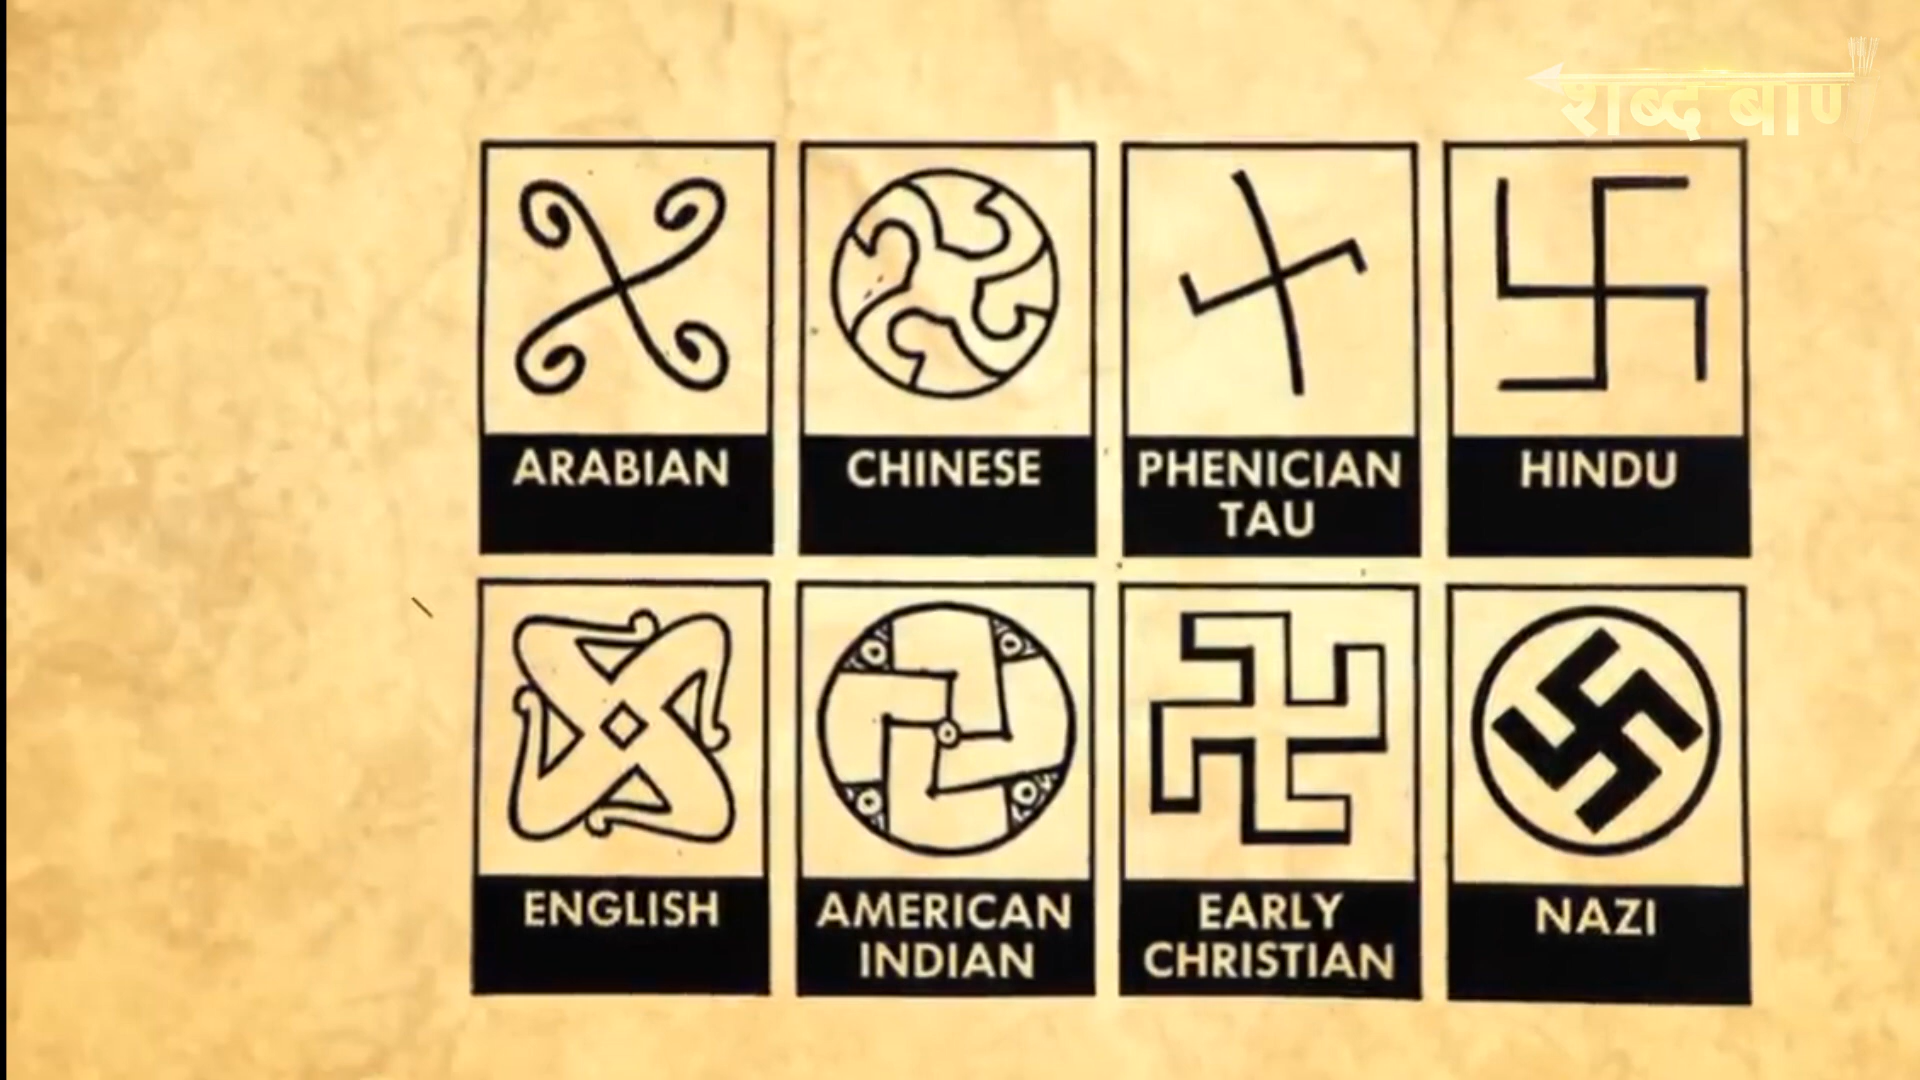 शब्द बाण
ARABIAN
CHINESE
PHENICIAN
TAU
HINDU
ENGLISH
AMERICAN
INDIAN
EARLY
CHRISTIAN
NAZI